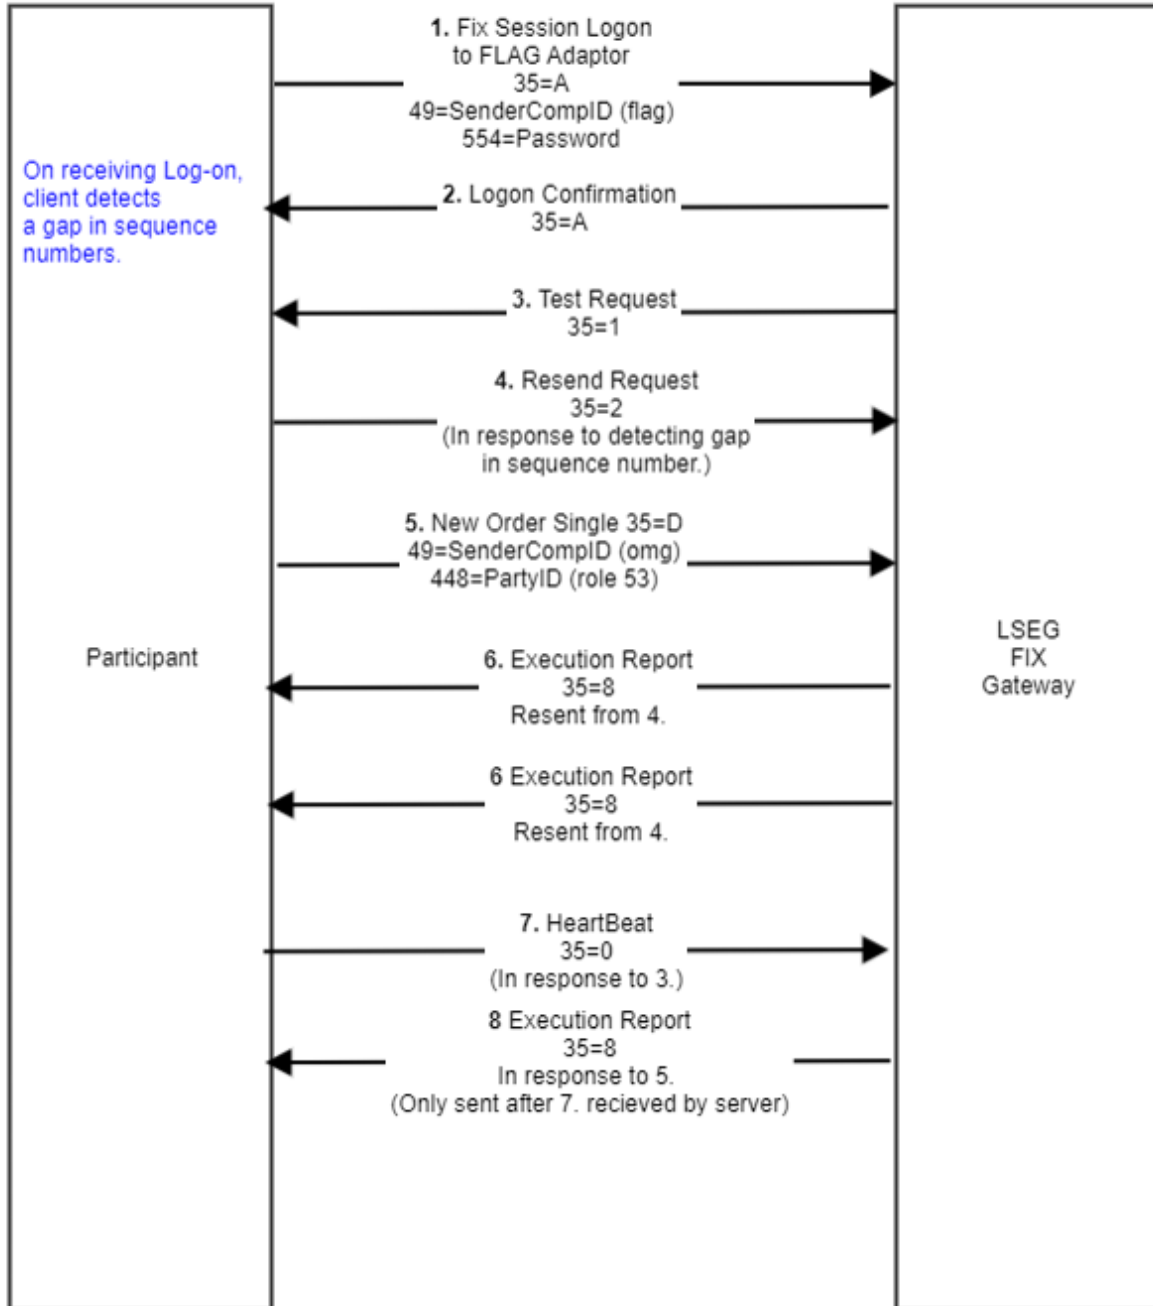 1. Fix Session Logon
to FLAG Adaptor
35=A
49=SenderCompID (flag)
554=Password
On receiving Log-on,
client detects
a gap in sequence
numbers.
2. Logon Confirmation
35=A
3. Test Request
35=1
4. Resend Request
35=2
(In response to detecting gap
in sequence number.)
5. New Order Single 35=D
49=SenderCompID (omg)
448=PartyID (role 53)
Participant
LSEG
FIX
Gateway
6. Execution Report
35=8
Resent from 4.
6 Execution Report
35=8
Resent from 4.
7. HeartBeat
35=0
(In response to 3.)
8 Execution Report
35=8
In response to 5.
(Only sent after 7. recieved by server)